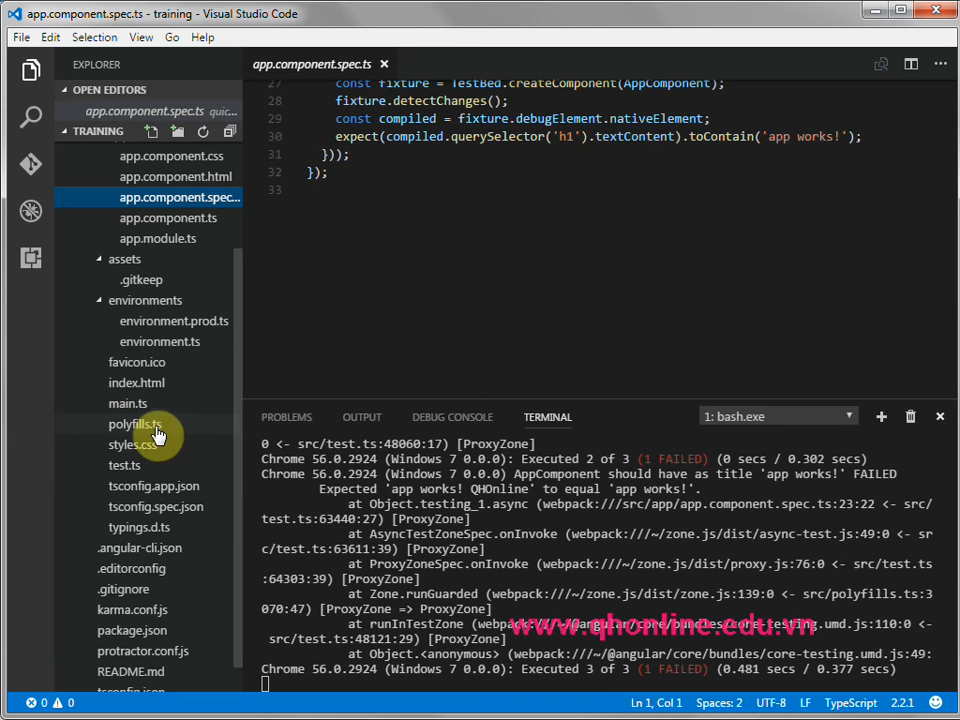 app.component.spec.ts - training - Visual Studio Code
File Edit Selection View Go Help
EXPLORER
OPEN EDITORS
app.component.spec.ts quic...
TRAINING
app.component.css
app.component.html
app.component.spec...
app.component.ts
app.module.ts
assets
.gitkeep
environments
environment.prod.ts
environment.ts
favicon.ico
index.html
main.ts
polyfills.ts
styles.css
test.ts
tsconfig.app.json
tsconfig.spec.json
typings.d.ts
.angular-cli.json
.editorconfig
.gitignore
karma.conf.js
package.json
protractor.conf.js
README.md
tsconfig.json
app.component.spec.ts
27 const fixture = TestBed.createComponent(AppComponent);
28 fixture.detectChanges();
29 const compiled = fixture.debugElement.nativeElement;
30 expect(compiled.querySelector('h1').textContent).toContain('app works!');
31 }));
32 });
33
PROBLEMS OUTPUT DEBUG CONSOLE TERMINAL 1: bash.exe
0 <- src/test.ts:48060:17) [ProxyZone]
Chrome 56.0.2924 (Windows 7 0.0.0): Executed 2 of 3 (1 FAILED) (0 secs / 0.302 secs)
Chrome 56.0.2924 (Windows 7 0.0.0) AppComponent should have as title 'app works!' FAILED
Expected 'app works! QHOnline' to equal 'app works!'.
at Object.testing_1.async (webpack:///src/app/app.component.spec.ts:23:22 <- src/
test.ts:63440:27) [ProxyZone]
at AsyncTestZoneSpec.onInvoke (webpack:///~/zone.js/dist/async-test.js:49:0 <- sr
c/test.ts:63611:39) [ProxyZone]
at ProxyZoneSpec.onInvoke (webpack:///~/zone.js/dist/proxy.js:76:0 <- src/test.ts
:64303:39) [ProxyZone]
at Zone.runGuarded (webpack:///~/zone.js/dist/zone.js:139:0 <- src/polyfills.ts:3
070:47) [ProxyZone => ProxyZone]
at runInTestZone (webpack:///~/@angular/core/bundles/core-testing.umd.js:110:0 <-
src/test.ts:48121:29) [ProxyZone]
at Object.<anonymous> (webpack:///~/@angular/core/bundles/core-testing.umd.js:49:
Chrome 56.0.2924 (Windows 7 0.0.0): Executed 3 of 3 (1 FAILED) (0.481 secs / 0.377 secs)
www.qhonline.edu.vn
0 0 Ln 1, Col 1 Spaces: 2 UTF-8 LF TypeScript 2.2.1